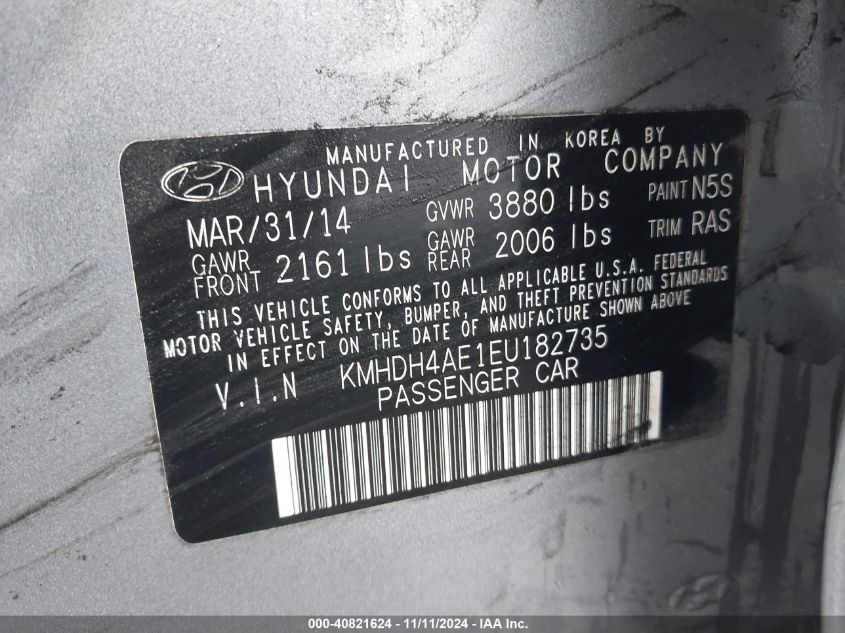 MANUFACTURED IN KOREA BY
HYUNDAI MOTOR COMPANY
MAR/31/14 GVWR 3880 lbs PAINT N5S
GAWR FRONT 2161 lbs GAWR REAR 2006 lbs TRIM RAS
THIS VEHICLE CONFORMS TO ALL APPLICABLE U.S.A. FEDERAL
MOTOR VEHICLE SAFETY, BUMPER, AND THEFT PREVENTION STANDARDS
IN EFFECT ON THE DATE OF MANUFACTURE SHOWN ABOVE
V.I.N KMHDH4AE1EU182735
PASSENGER CAR
000-40821624 - 11/11/2024 - IAA Inc.